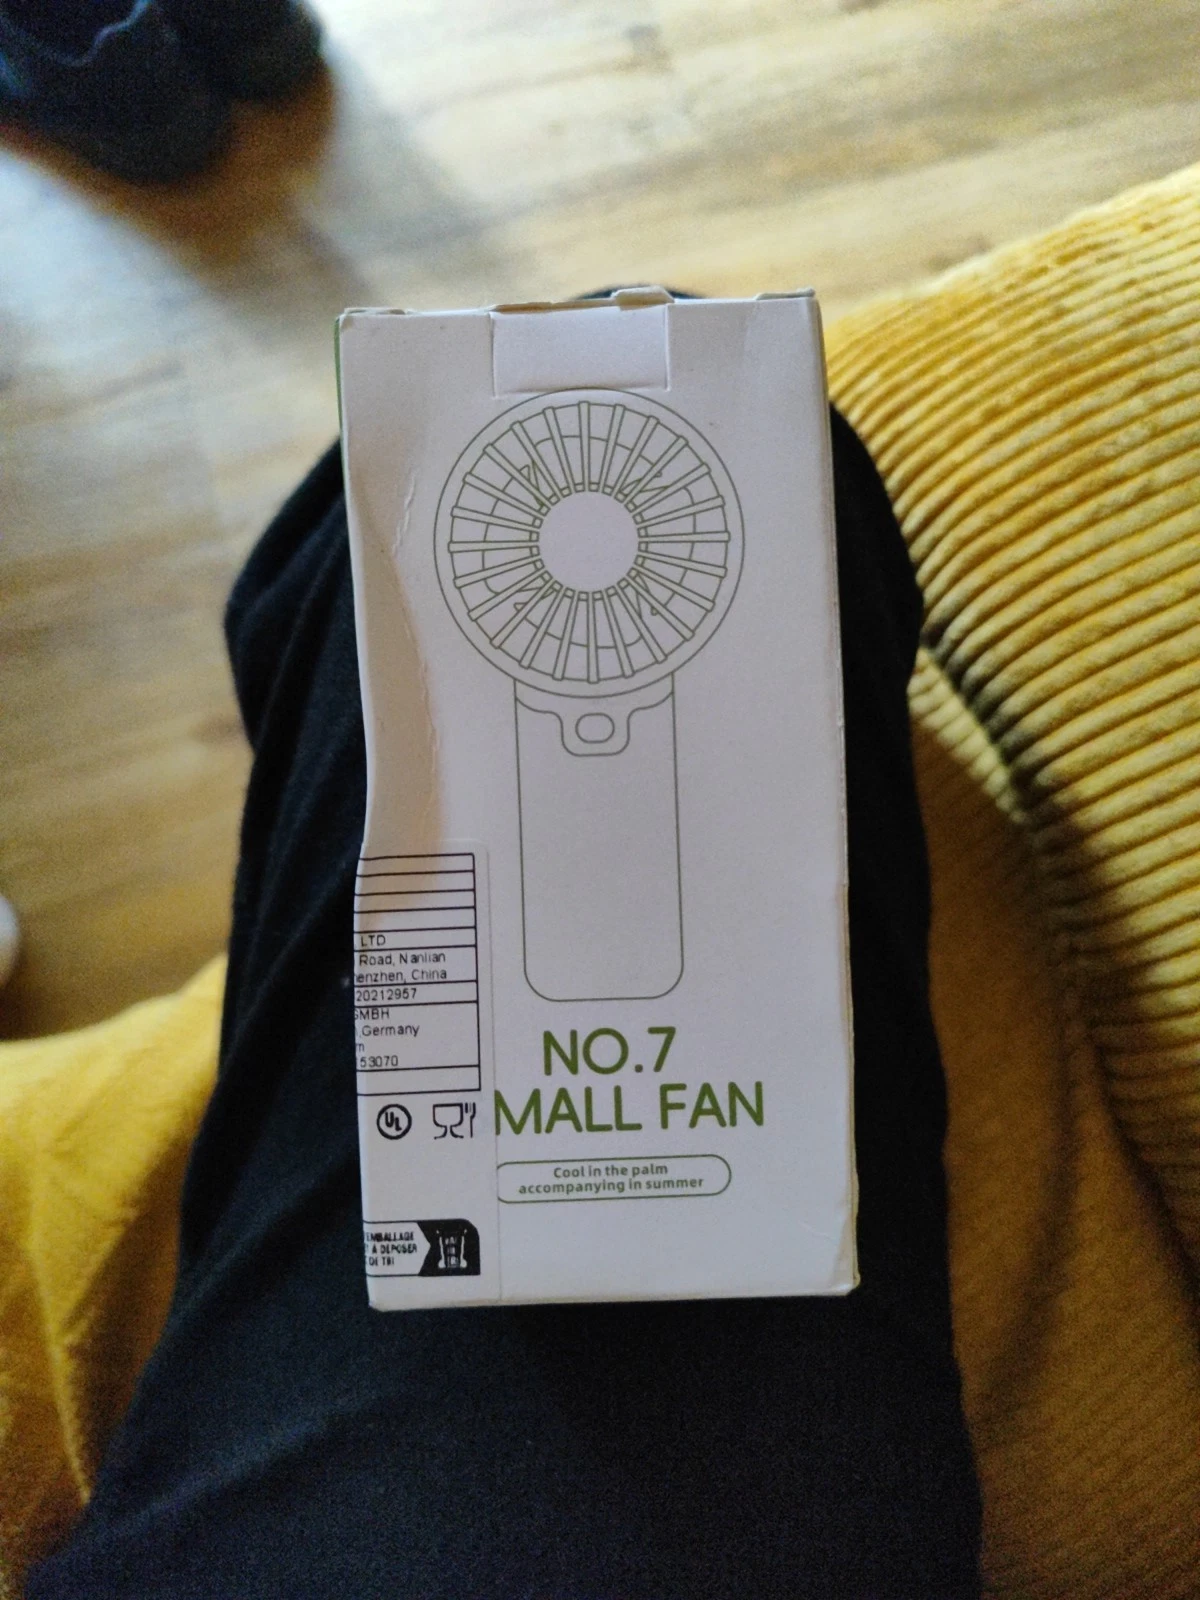 LTD
Road, Nanlian
enzhen, China
20212957
GMBH
,Germany
m
53070
UL
NO.7
MALL FAN
Cool in the palm
accompanying in summer
EMBALLAGE
À DÉPOSER
DE TRI